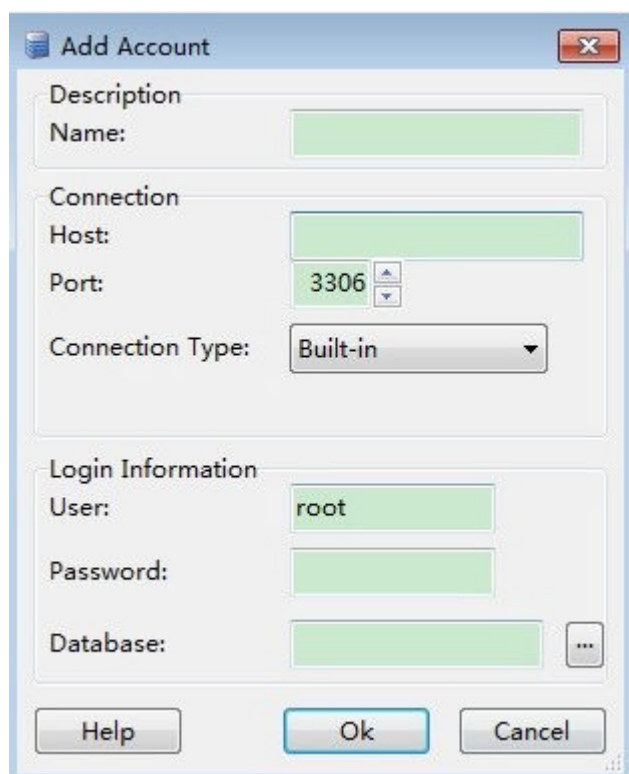 Add Account
Description
Name:
Connection
Host:
Port: 3306
Connection Type: Built-in
Login Information
User: root
Password:
Database: ...
Help Ok Cancel